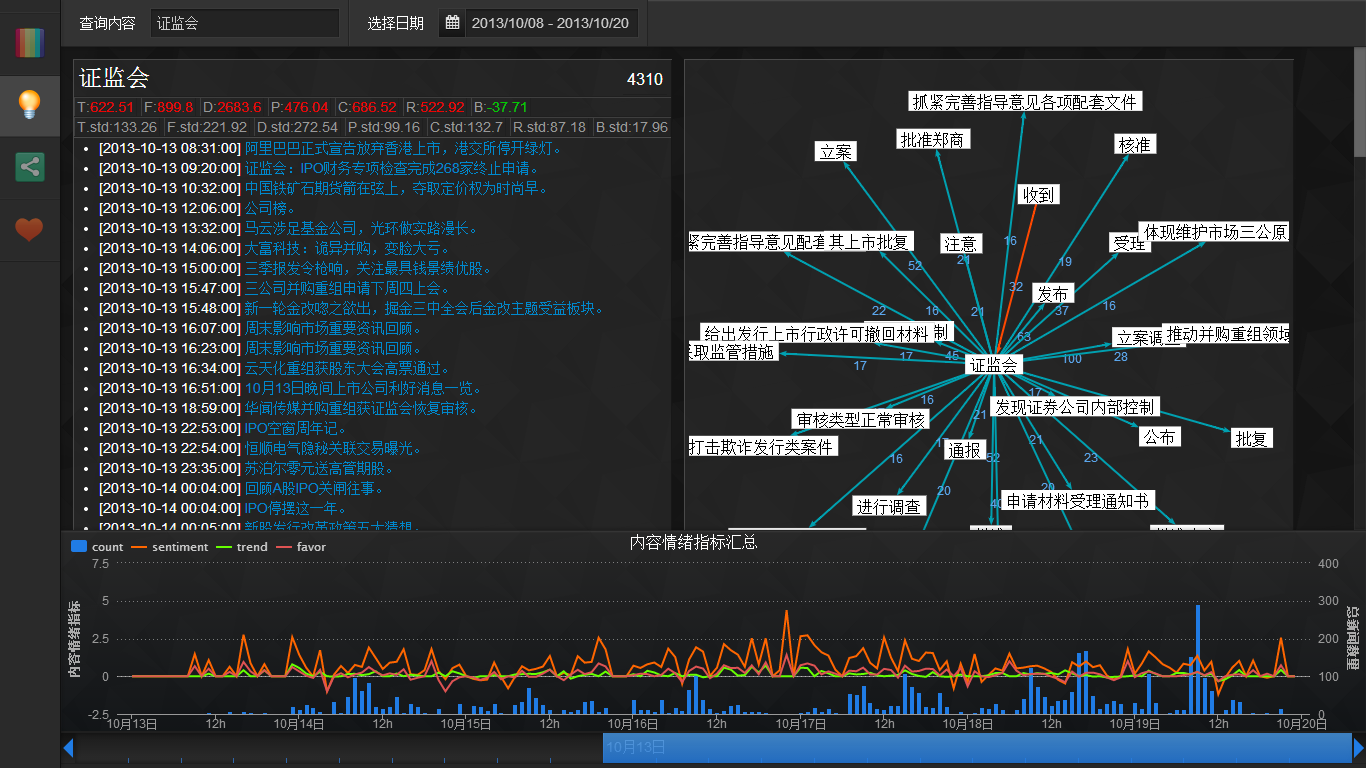 查询内容 证监会 选择日期 2013/10/08 - 2013/10/20
证监会 4310
T:622.51 F:899.8 D:2683.6 P:476.04 C:686.52 R:522.92 B:-37.71
T.std:133.26 F.std:221.92 D.std:272.54 P.std:99.16 C.std:132.7 R.std:87.18 B.std:17.96
[2013-10-13 08:31:00] 阿里巴巴正式宣告放弃香港上市，港交所停开绿灯。
[2013-10-13 09:20:00] 证监会：IPO财务专项检查完成268家终止申请。
[2013-10-13 10:32:00] 中国铁矿石期货箭在弦上，夺取定价权为时尚早。
[2013-10-13 12:06:00] 公司榜。
[2013-10-13 13:32:00] 马云涉足基金公司，光环做实路漫长。
[2013-10-13 14:06:00] 大富科技：诡异并购，变脸大亏。
[2013-10-13 15:00:00] 三季报发令枪响，关注最具钱景绩优股。
[2013-10-13 15:47:00] 三公司并购重组申请下周四上会。
[2013-10-13 15:48:00] 新一轮金改唿之欲出，掘金三中全会后金改主题受益板块。
[2013-10-13 16:07:00] 周末影响市场重要资讯回顾。
[2013-10-13 16:23:00] 周末影响市场重要资讯回顾。
[2013-10-13 16:34:00] 云天化重组获股东大会高票通过。
[2013-10-13 16:51:00] 10月13日晚间上市公司利好消息一览。
[2013-10-13 18:59:00] 华闻传媒并购重组获证监会恢复审核。
[2013-10-13 22:53:00] IPO空窗周年记。
[2013-10-13 22:54:00] 恒顺电气隐秘关联交易曝光。
[2013-10-13 23:35:00] 苏泊尔零元送高管期股。
[2013-10-14 00:04:00] 回顾A股IPO关闸往事。
[2013-10-14 00:04:00] IPO停摆这一年。
[2013-10-14 00:05:00] 新股发行改革政策五大猜想。
抓紧完善指导意见各项配套文件
批准郑商
核准
立案
收到
16
体现维护市场三公原
紧完善指导意见配套
其上市批复
注意
受理
52
21
19
32
发布
22
16
21
63
37
16
给出发行上市行政许可撤回材料
制
立案调
推动并购重组领域
取监管措施
17
17
45
证监会
100
28
16
17
审核类型正常审核
21
发现证券公司内部控制
打击欺诈发行类案件
通报
21
公布
批复
16
52
23
20
20
进行调查
申请材料受理通知书
count sentiment trend favor
内容情绪指标汇总
7.5
5
2.5
0
-2.5
内容情绪指标
400
300
200
100
0
总新闻数量
10月13日 12h 10月14日 12h 10月15日 12h 10月16日 12h 10月17日 12h 10月18日 12h 10月19日 12h 10月20日
10月13日